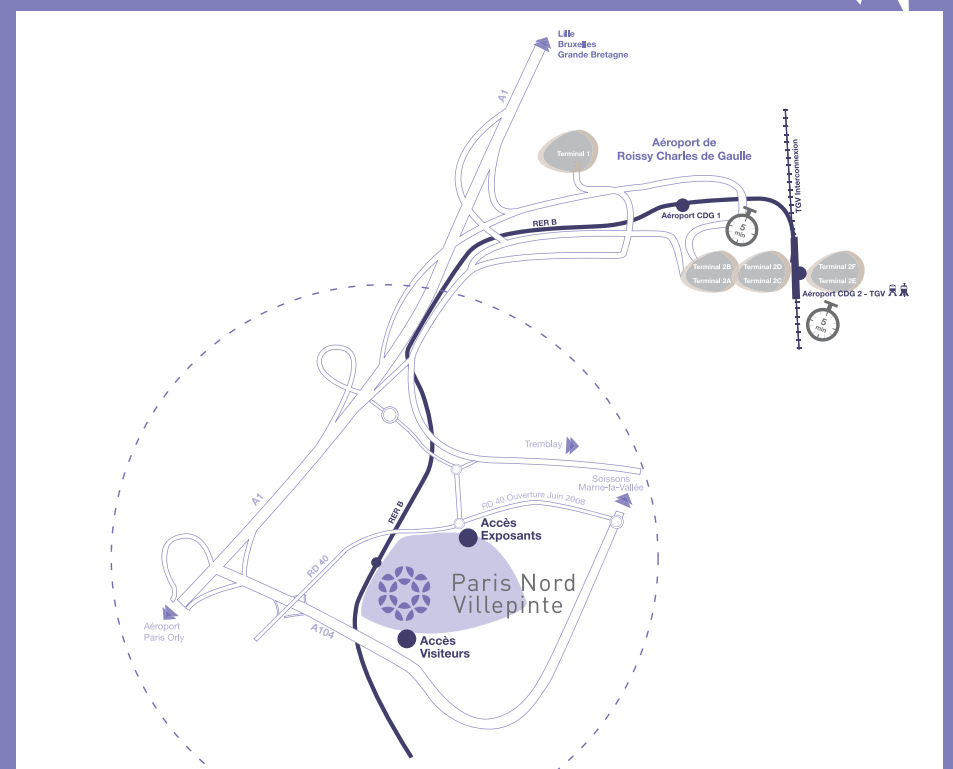 Lille
Bruxelles
Grande Bretagne
A1
Aéroport de
Roissy Charles de Gaulle
Terminal 1
TGV Interconnexion
Aéroport CDG 1
RER B
5
min
Terminal 2B
Terminal 2A
Terminal 2D
Terminal 2C
Terminal 2F
Terminal 2E
Aéroport CDG 2 - TGV
5
min
Tremblay
Soissons
Marne-la-Vallée
A1
RER B
RD 40 Ouverture Juin 2008
Accès
Exposants
RD 40
Paris Nord
Villepinte
Aéroport
Paris Orly
A104
Accès
Visiteurs